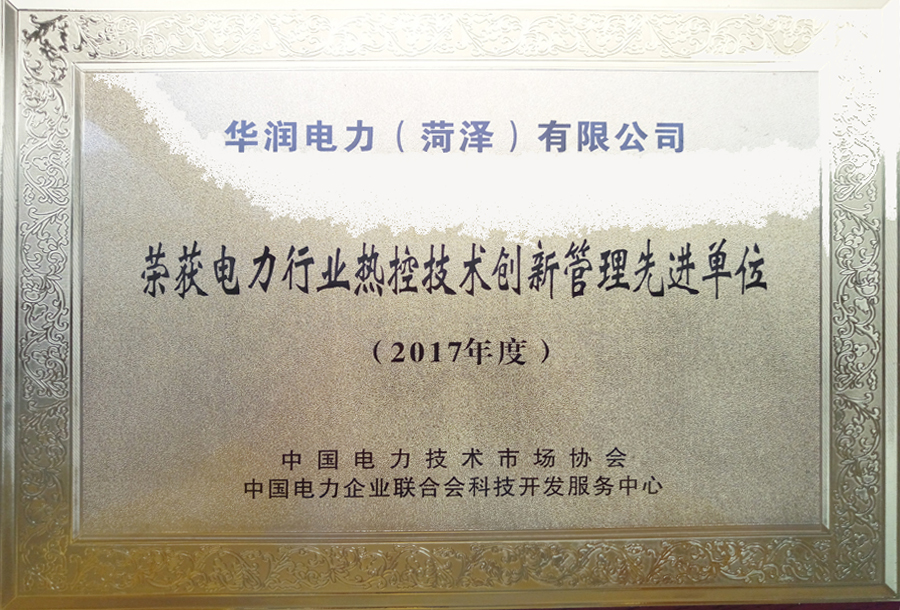 华润电力（菏泽）有限公司
荣获电力行业热控技术创新管理先进单位
（2017年度）
中国电力技术市场协会
中国电力企业联合会科技开发服务中心